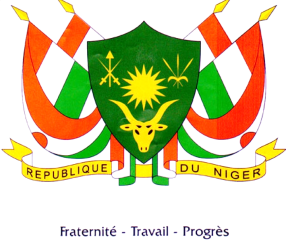 REPUBLIQUE DU NIGER
Fraternité - Travail - Progrès